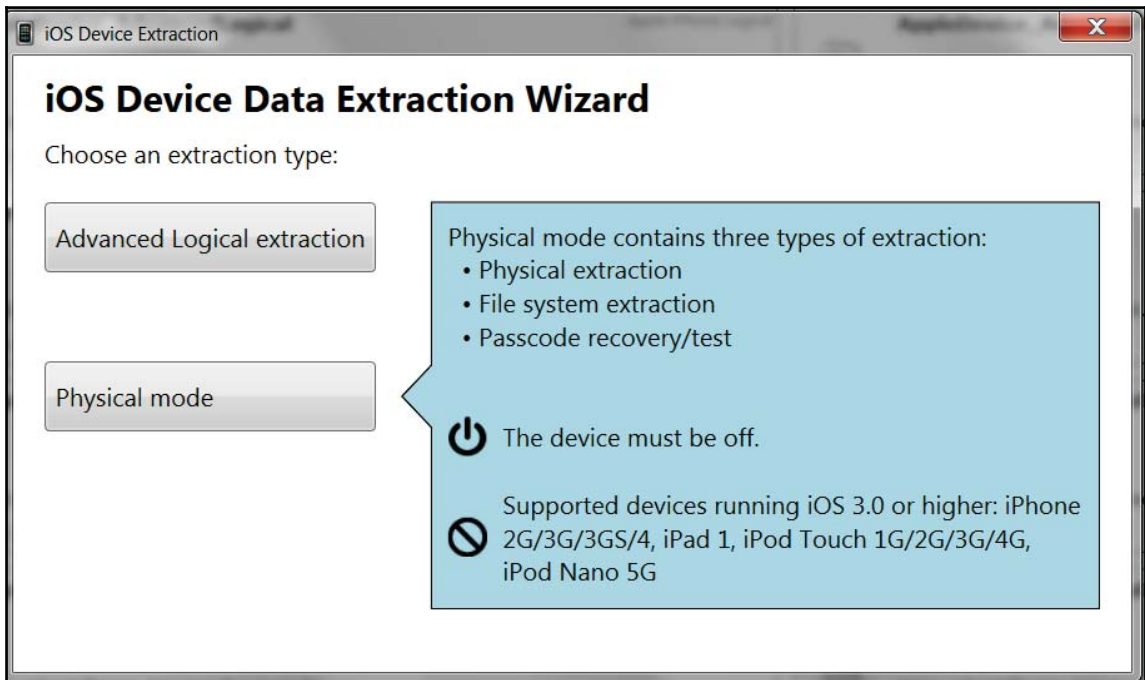 iOS Device Extraction
iOS Device Data Extraction Wizard
Choose an extraction type:
Advanced Logical extraction
Physical mode contains three types of extraction:
• Physical extraction
• File system extraction
• Passcode recovery/test
Physical mode
The device must be off.
Supported devices running iOS 3.0 or higher: iPhone
2G/3G/3GS/4, iPad 1, iPod Touch 1G/2G/3G/4G,
iPod Nano 5G